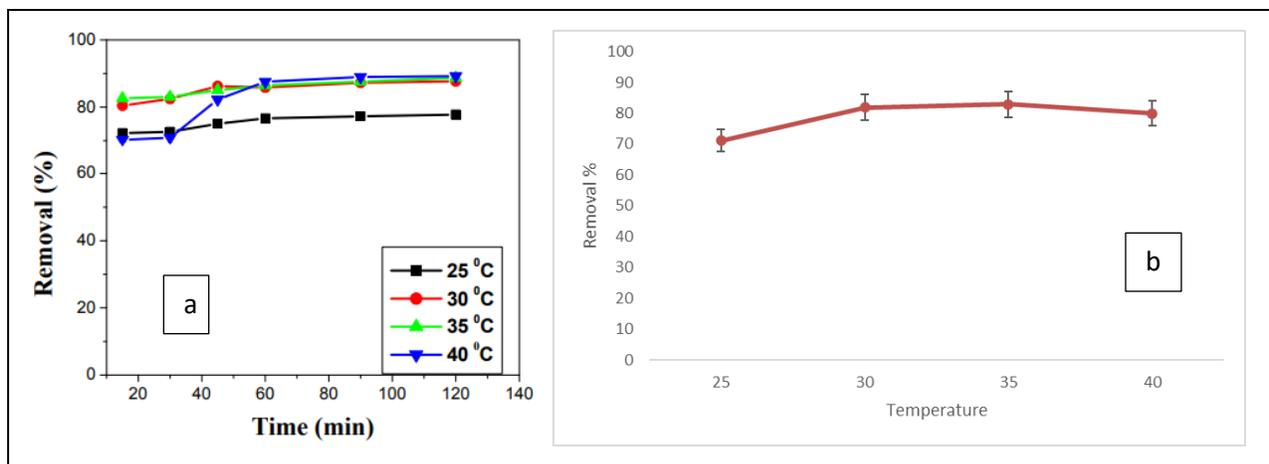 100
80
60
40
20
0
Removal (%)
20 40 60 80 100 120 140
Time (min)
a
25 ⁰C
30 ⁰C
35 ⁰C
40 ⁰C
100
90
80
70
60
50
40
30
20
10
0
Removal %
25 30 35 40
Temperature
b